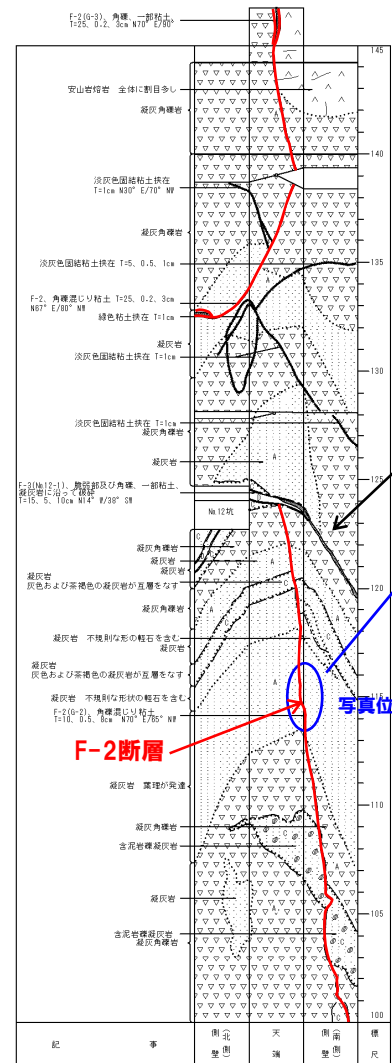 F-2(G-3)、角礫、一部粘土
T=25、0.2、3cm N70°E/80°
145
安山岩熔岩 全体に割目多し
凝灰角礫岩
140
淡灰色固結粘土挟在
T=1cm N30°E/70°NW
凝灰角礫岩
135
淡灰色固結粘土挟在 T=5、0.5、1cm
F-2、角礫混じり粘土 T=25、0.2、3cm
N67°E/80°NW
緑色粘土挟在 T=1cm
凝灰岩
130
淡灰色固結粘土挟在 T=1cm
淡灰色固結粘土挟在 T=1cm
凝灰角礫岩
凝灰岩
125
F-3(No12-1)、脆弱部及び角礫、一部粘土、
凝灰岩に沿って破砕
T=15、5、10cm N14°W/38°SW
No12坑
凝灰角礫岩
凝灰岩
凝灰岩
120
凝灰岩
灰色および茶褐色の凝灰岩が互層をなす
凝灰角礫岩
凝灰岩 不規則な形の軽石を含む
凝灰岩
凝灰岩
灰色および茶褐色の凝灰岩が互層をなす
115
凝灰岩 不規則な形状の軽石を含む
写真位
F-2(G-2)、角礫混じり粘土
T=10、0.5、8cm N70°E/65°NW
F-2断層
凝灰岩 葉理が発達
110
凝灰角礫岩
含泥岩礫凝灰岩
凝灰岩
105
含泥岩礫凝灰岩
凝灰角礫岩
100
記 事
側壁(北側)
天端
側壁(南側)
標尺